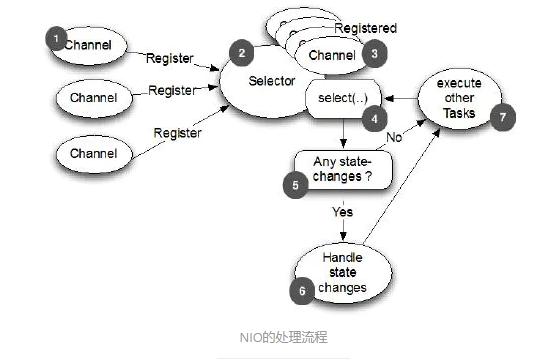 1
Channel
Register
Channel
Register
Channel
Register
2
Selector
Registered
Channel
3
select(..)
4
Any state-
changes ?
5
No
Yes
Handle
state
changes
6
execute
other
Tasks
7
NIO的处理流程